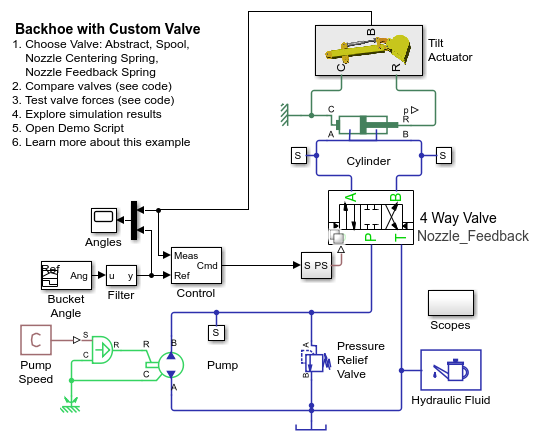 Backhoe with Custom Valve
1. Choose Valve: Abstract, Spool,
Nozzle Centering Spring,
Nozzle Feedback Spring
2. Compare valves (see code)
3. Test valve forces (see code)
4. Explore simulation results
5. Open Demo Script
6. Learn more about this example
B
C
R
Tilt
Actuator
C
p
R
A
B
S
Cylinder
S
A
B
P
T
4 Way Valve
Nozzle_Feedback
Angles
Meas
Ref
Cmd
Control
S PS
Ref
Ang
Bucket
Angle
u
y
Filter
Scopes
C
Pump
Speed
S
C
R
R
C
B
A
S
Pump
A
B
Pressure
Relief
Valve
Hydraulic Fluid